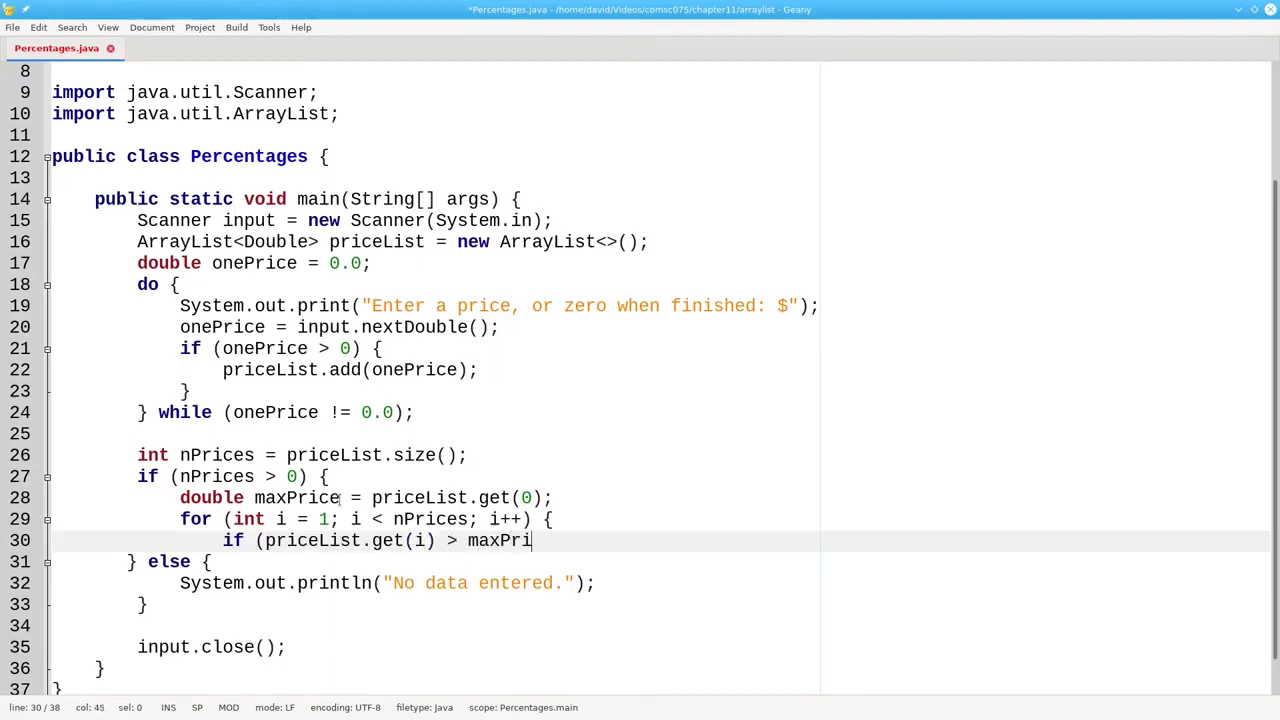 *Percentages.java - /home/david/Videos/comsc075/chapter11/arraylist - Geany
File Edit Search View Document Project Build Tools Help
Percentages.java
8
9 import java.util.Scanner;
10 import java.util.ArrayList;
11
12 public class Percentages {
13
14 public static void main(String[] args) {
15 Scanner input = new Scanner(System.in);
16 ArrayList<Double> priceList = new ArrayList<>();
17 double onePrice = 0.0;
18 do {
19 System.out.print("Enter a price, or zero when finished: $");
20 onePrice = input.nextDouble();
21 if (onePrice > 0) {
22 priceList.add(onePrice);
23 }
24 } while (onePrice != 0.0);
25
26 int nPrices = priceList.size();
27 if (nPrices > 0) {
28 double maxPrice = priceList.get(0);
29 for (int i = 1; i < nPrices; i++) {
30 if (priceList.get(i) > maxPri
31 } else {
32 System.out.println("No data entered.");
33 }
34
35 input.close();
36 }
37 }
line: 30 / 38 col: 45 sel: 0 INS SP MOD mode: LF encoding: UTF-8 filetype: Java scope: Percentages.main